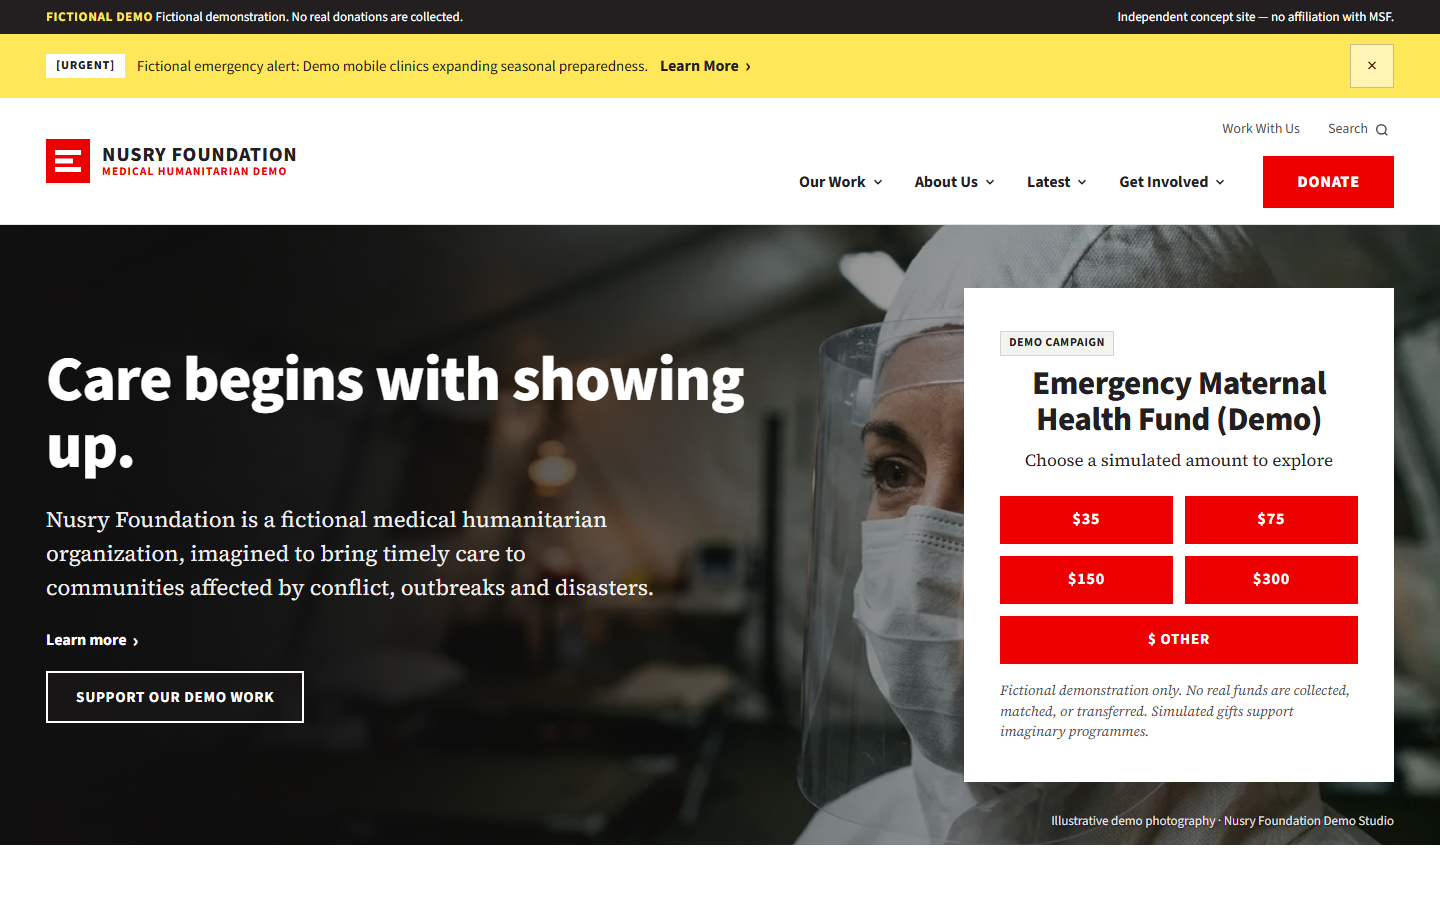 FICTIONAL DEMO Fictional demonstration. No real donations are collected.
Independent concept site — no affiliation with MSF.
[URGENT] Fictional emergency alert: Demo mobile clinics expanding seasonal preparedness. Learn More ›
×
Work With Us Search
NUSRY FOUNDATION
MEDICAL HUMANITARIAN DEMO
Our Work About Us Latest Get Involved DONATE
Care begins with showing
up.
Nusry Foundation is a fictional medical humanitarian
organization, imagined to bring timely care to
communities affected by conflict, outbreaks and disasters.
Learn more ›
SUPPORT OUR DEMO WORK
DEMO CAMPAIGN
Emergency Maternal
Health Fund (Demo)
Choose a simulated amount to explore
$35 $75
$150 $300
$ OTHER
Fictional demonstration only. No real funds are collected,
matched, or transferred. Simulated gifts support
imaginary programmes.
Illustrative demo photography · Nusry Foundation Demo Studio